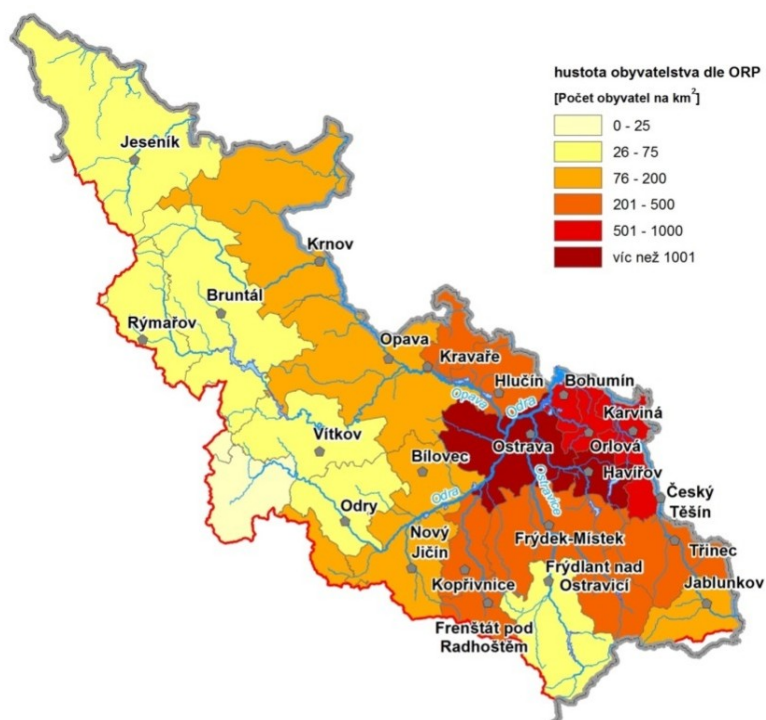 hustota obyvatelstva dle ORP
[Počet obyvatel na km²]
0 - 25
26 - 75
76 - 200
201 - 500
501 - 1000
víc než 1001
Jeseník
Krnov
Bruntál
Rýmařov
Opava
Kravaře
Hlučín
Bohumín
Opava
Odra
Karviná
Ostrava
Orlová
Vítkov
Bílovec
Havířov
Odra
Ostravice
Český
Těšín
Odry
Nový
Jičín
Frýdek-Místek
Třinec
Kopřivnice
Frýdlant nad
Ostravicí
Jablunkov
Frenštát pod
Radhoštěm